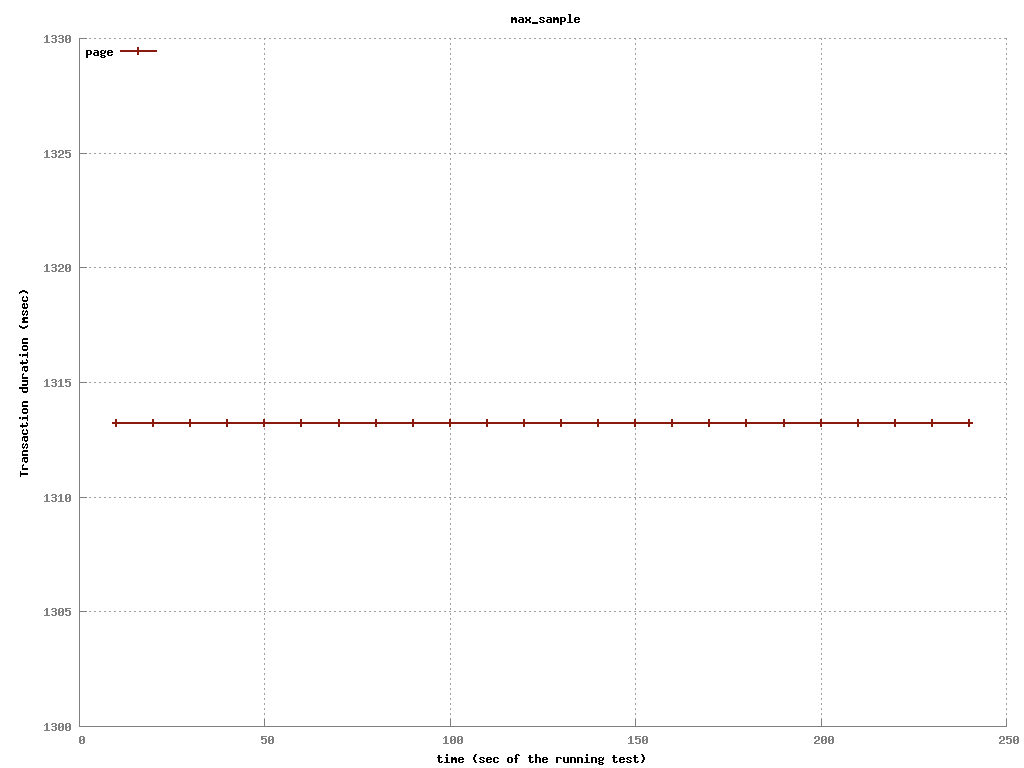 max_sample
page
1330
1325
1320
1315
1310
1305
1300
Transaction duration (msec)
0 50 100 150 200 250
time (sec of the running test)